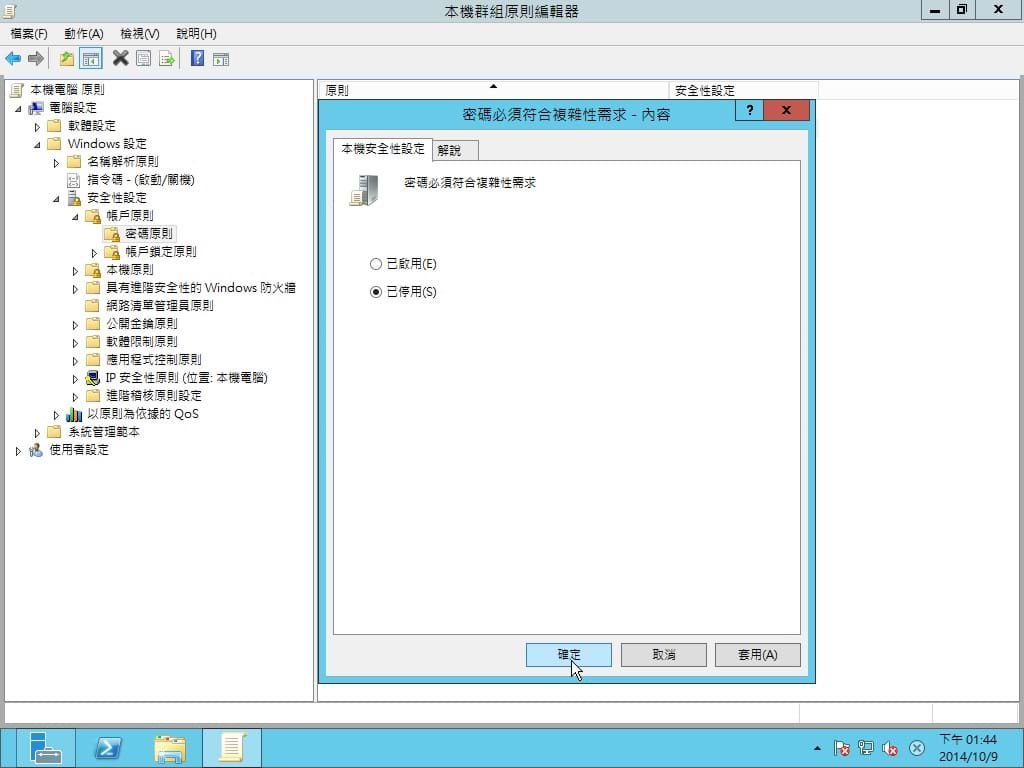 本機群組原則編輯器
檔案(F) 動作(A) 檢視(V) 說明(H)
本機電腦 原則
電腦設定
軟體設定
Windows 設定
名稱解析原則
指令碼 - (啟動/關機)
安全性設定
帳戶原則
密碼原則
帳戶鎖定原則
本機原則
具有進階安全性的 Windows 防火牆
網路清單管理員原則
公開金鑰原則
軟體限制原則
應用程式控制原則
IP 安全性原則 (位置: 本機電腦)
進階稽核原則設定
以原則為依據的 QoS
系統管理範本
使用者設定
原則 安全性設定
密碼必須符合複雜性需求 - 內容
? x
本機安全性設定 解說
密碼必須符合複雜性需求
已啟用(E)
已停用(S)
確定 取消 套用(A)
下午 01:44
2014/10/9